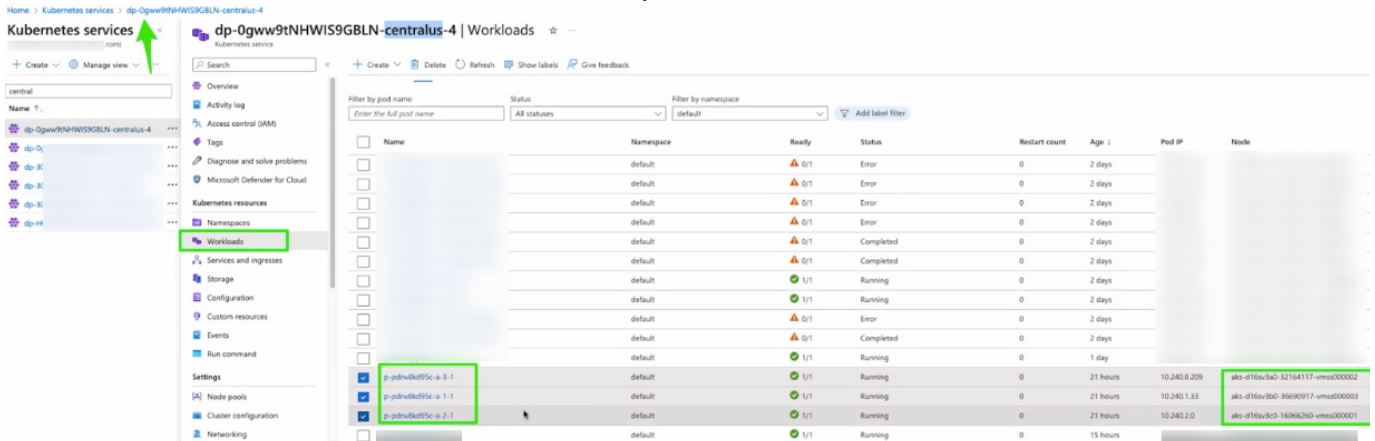 Home > Kubernetes services > dp-0gww9tNHWIS9GBLN-centralus-4
Kubernetes services
.com)
dp-0gww9tNHWIS9GBLN-centralus-4 | Workloads
Kubernetes service
Create
Manage view
central
Name
dp-0gww9tNHWIS9GBLN-centralus-4
dp-3
dp-3
dp-3
Search
Overview
Activity log
Access control (IAM)
Tags
Diagnose and solve problems
Microsoft Defender for Cloud
Kubernetes resources
Namespaces
Workloads
Services and ingresses
Storage
Configuration
Custom resources
Events
Run command
Settings
Node pools
Cluster configuration
Networking
Create Delete Refresh Show labels Give feedback
Filter by pod name Status Filter by namespace
Enter the full pod name All statuses default Add label filter
Name Namespace Ready Status Restart count Age ↓ Pod IP Node
default 0/1 Error 0 2 days
default 0/1 Error 0 2 days
default 0/1 Error 0 2 days
default 0/1 Error 0 2 days
default 0/1 Completed 0 2 days
default 0/1 Completed 0 2 days
default 1/1 Running 0 2 days
default 1/1 Running 0 2 days
default 0/1 Error 0 2 days
default 0/1 Completed 0 2 days
default 1/1 Running 0 1 day
p-pdnv8kd95c-a-3-1 default 1/1 Running 0 21 hours 10.240.0.209 aks-d16sv3a0-32164117-vmss000002
p-pdnv8kd95c-a-1-1 default 1/1 Running 0 21 hours 10.240.1.33 aks-d16sv3b0-36690917-vmss000003
p-pdnv8kd95c-a-2-1 default 1/1 Running 0 21 hours 10.240.2.0 aks-d16sv3c0-16066260-vmss000001
default 1/1 Running 0 15 hours